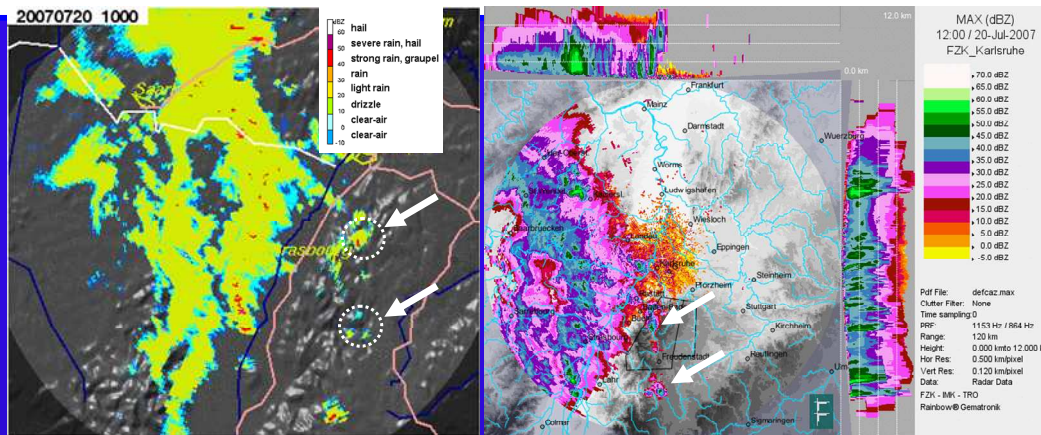 20070720 1000
dBZ
60
50
40
30
20
10
0
-10
hail
severe rain, hail
strong rain, graupel
rain
light rain
drizzle
clear-air
clear-air
12.0 km
0.0 km
Frankfurt
Mainz
Darmstadt
Wuerzburg
Worms
Ludwigshafen
Wiesloch
Landau
Eppingen
Karlsruhe
Pforzheim
Steinheim
Stuttgart
Kirchheim
Reutlingen
Um
Saarbruecken
Strasbourg
Freudenstadt
Lahr
Colmer
Sigmaringen
MAX (dBZ)
12:00 / 20-Jul-2007
FZK_Karlsruhe
70.0 dBZ
65.0 dBZ
60.0 dBZ
55.0 dBZ
50.0 dBZ
45.0 dBZ
40.0 dBZ
35.0 dBZ
30.0 dBZ
25.0 dBZ
20.0 dBZ
15.0 dBZ
10.0 dBZ
5.0 dBZ
0.0 dBZ
-5.0 dBZ
Pdf File: defcaz.max
Clutter Filter: None
Time sampling:0
PRF: 1153 Hz / 864 Hz
Range: 120 km
Height: 0.000 kmto 12.000 k
Hor Res: 0.500 km/pixel
Vert Res: 0.120 km/pixel
Data: Radar Data
FZK - IMK - TRO
Rainbow® Gematronik